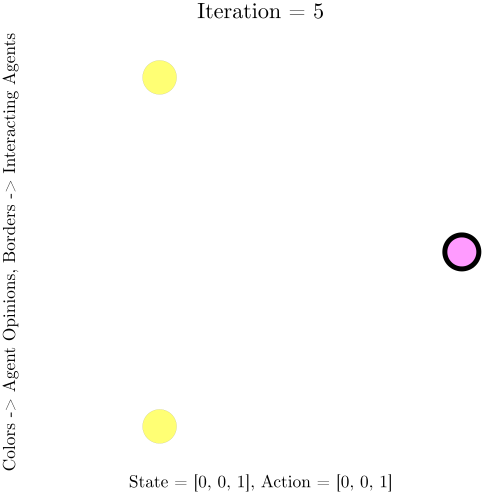 Iteration = 5
Colors -> Agent Opinions, Borders -> Interacting Agents
State = [0, 0, 1], Action = [0, 0, 1]